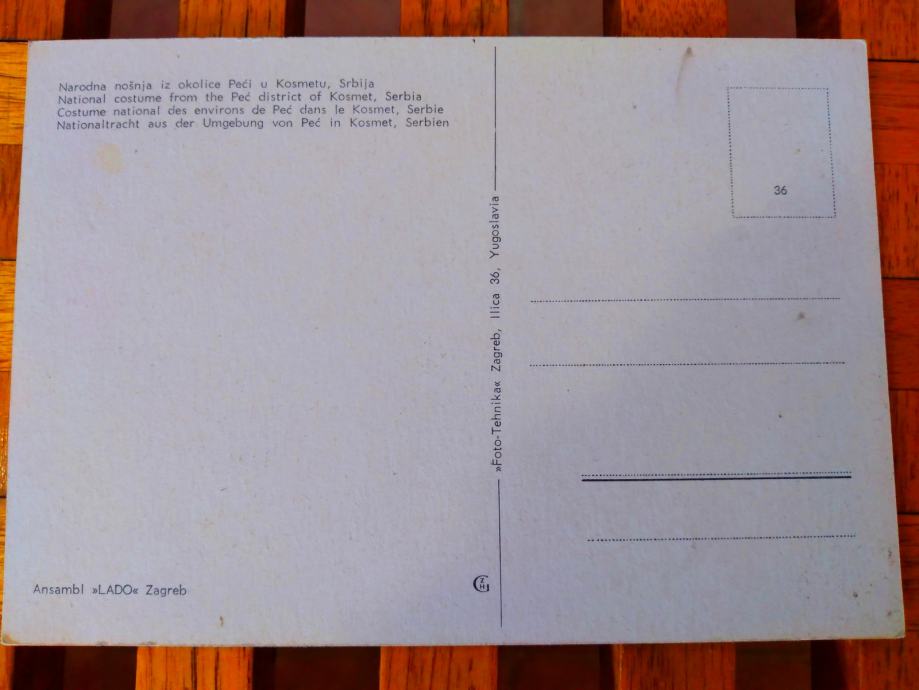 Narodna nošnja iz okolice Peći u Kosmetu, Srbija
National costume from the Peć district of Kosmet, Serbia
Costume national des environs de Peć dans le Kosmet, Serbie
Nationaltracht aus der Umgebung von Peć in Kosmet, Serbien
36
»Foto-Tehnika« Zagreb, Ilica 36, Yugoslavia
Ansambl »LADO« Zagreb